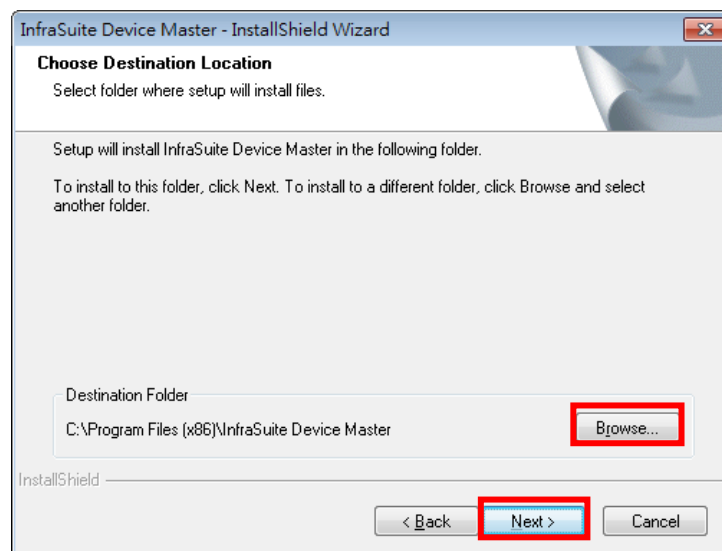 InfraSuite Device Master - InstallShield Wizard
Choose Destination Location
Select folder where setup will install files.
Setup will install InfraSuite Device Master in the following folder.
To install to this folder, click Next. To install to a different folder, click Browse and select
another folder.
Destination Folder
C:\Program Files (x86)\InfraSuite Device Master
Browse...
InstallShield
< Back
Next >
Cancel